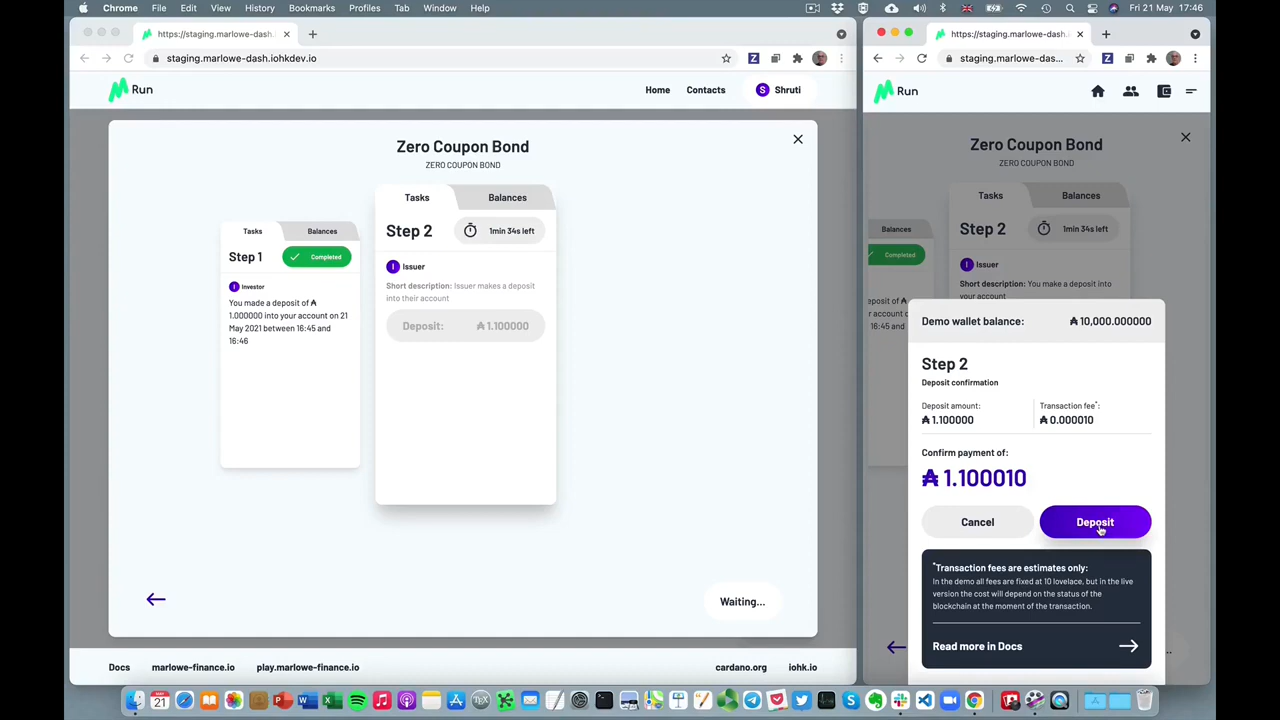 Chrome File Edit View History Bookmarks Profiles Tab Window Help
Fri 21 May 17:46
https://staging.marlowe-dash.i
staging.marlowe-dash.iohkdev.io
Run
Home Contacts S Shruti
Zero Coupon Bond
ZERO COUPON BOND
Tasks Balances
Step 1 Completed
I Investor
You made a deposit of ₳
1.000000 into your account on 21
May 2021 between 16:45 and
16:46
Tasks Balances
Step 2 1min 34s left
I Issuer
Short description: Issuer makes a deposit
into their account
Deposit: ₳ 1.100000
Waiting...
Docs marlowe-finance.io play.marlowe-finance.io cardano.org iohk.io
https://staging.marlowe-dash.i
staging.marlowe-das...
Run
Zero Coupon Bond
ZERO COUPON BOND
Balances
Completed
eposit of ₳
r account on
16:45 and
Tasks Balances
Step 2 1min 34s left
I Issuer
Short description: You make a deposit
into your account
Demo wallet balance: ₳ 10,000.000000
Step 2
Deposit confirmation
Deposit amount: Transaction fee*:
₳ 1.100000 ₳ 0.000010
Confirm payment of:
₳ 1.100010
Cancel Deposit
*Transaction fees are estimates only:
In the demo all fees are fixed at 10 lovelace, but in the live
version the cost will depend on the status of the
blockchain at the moment of the transaction.
Read more in Docs